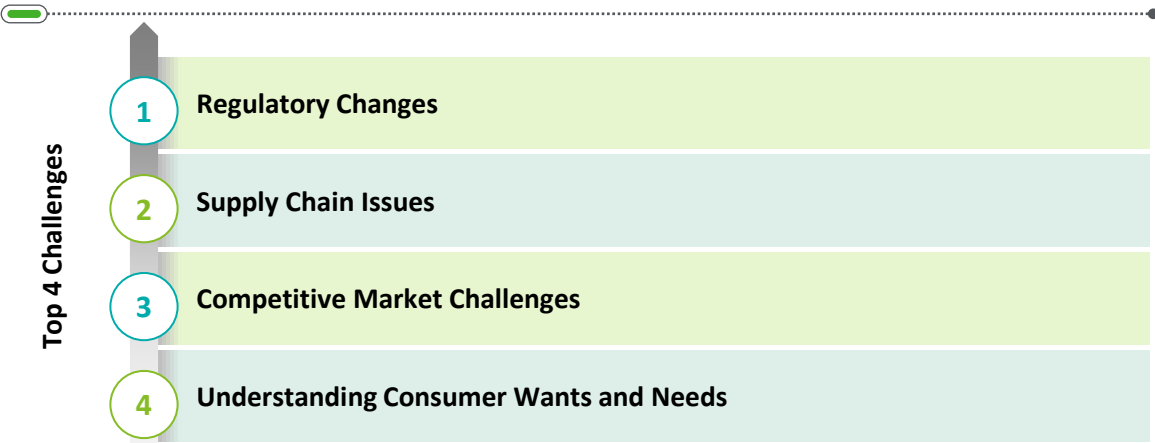 Top 4 Challenges
1
Regulatory Changes
2
Supply Chain Issues
3
Competitive Market Challenges
4
Understanding Consumer Wants and Needs